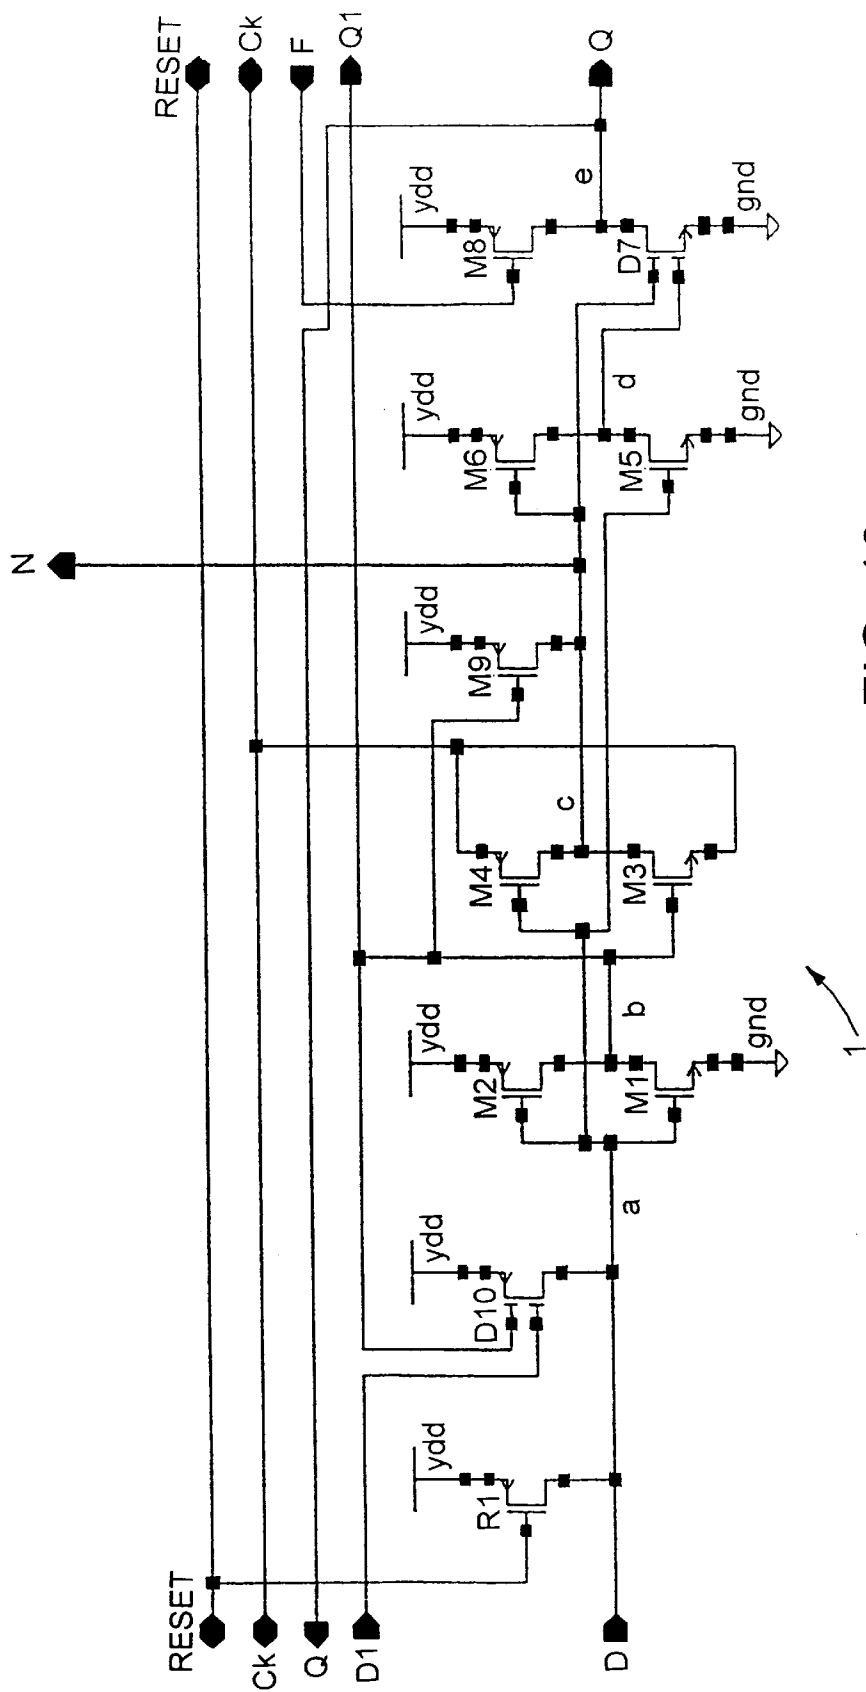 RESET
Ck
F
Q1
Q
N
ydd
M8
e
D7
gnd
ydd
M6
d
M5
gnd
ydd
M9
c
M4
M3
ydd
M2
b
M1
gnd
1
ydd
D10
a
ydd
R1
RESET
Ck
Q
D1
D